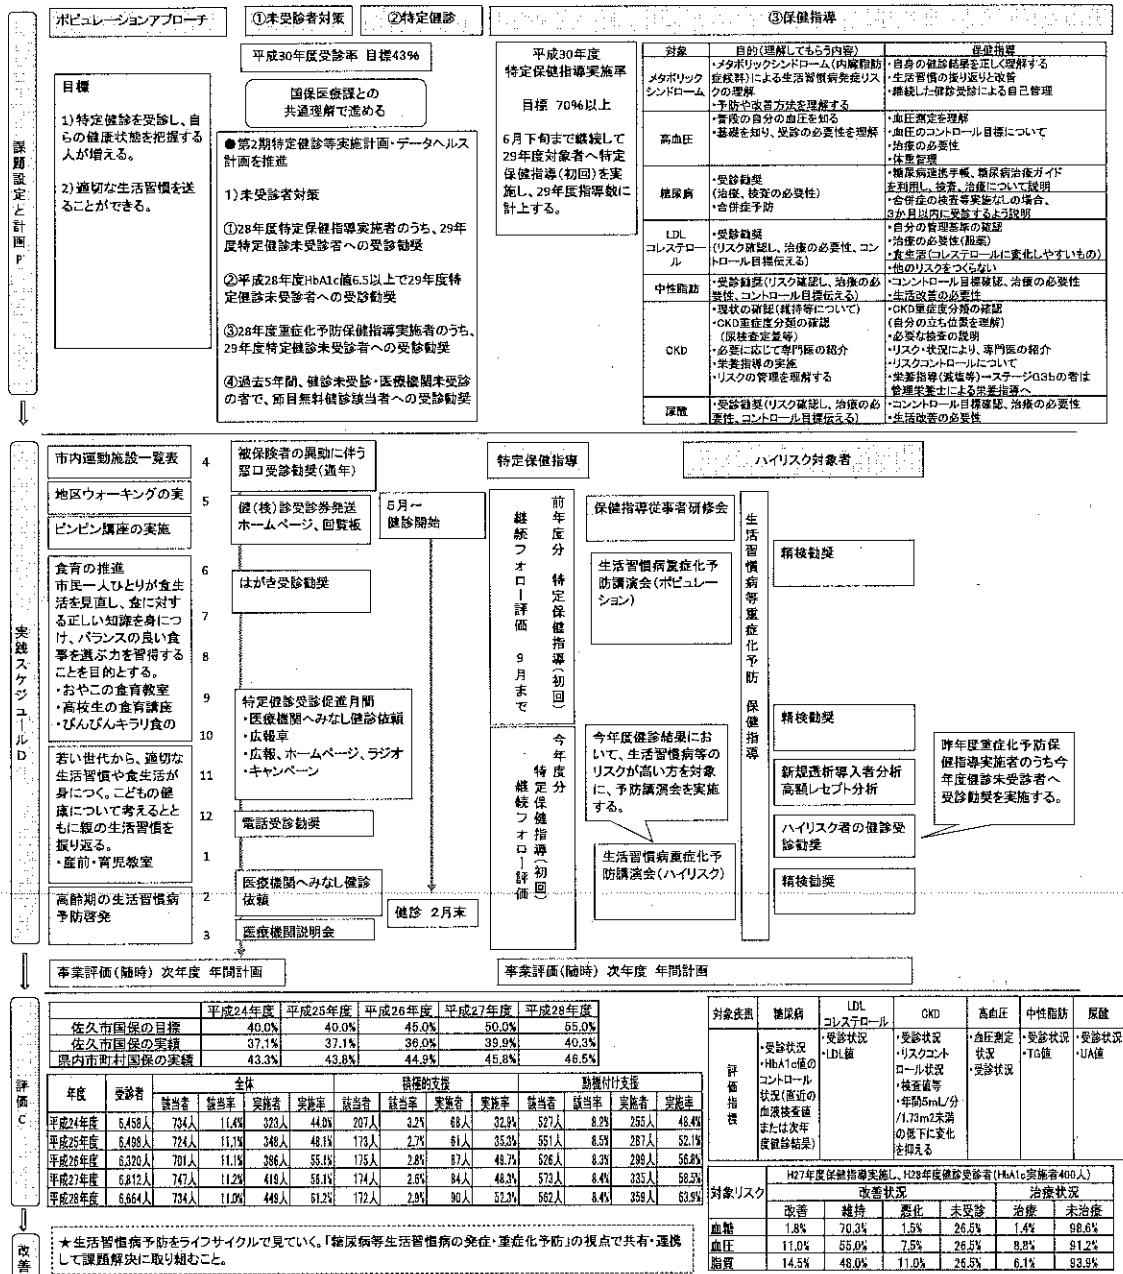 課題設定と計画P
ポピュレーションアプローチ
①未受診者対策
②特定健診
③保健指導
目標
1)特定健診を受診し、自
らの健康状態を把握する
人が増える。
2)適切な生活習慣を送
ることができる。
平成30年度受診率 目標43%
国保医療課との
共通理解で進める
●第2期特定健診等実施計画・データヘルス
計画を推進
1)未受診者対策
①28年度特定保健指導実施者のうち、29年
度特定健診未受診者への受診勧奨
②平成28年度HbA1c値6.5以上で29年度特
定健診未受診者への受診勧奨
③28年度重症化予防保健指導実施者のうち、
29年度特定健診未受診者への受診勧奨
④過去5年間、健診未受診・医療機関未受診
の者で、節目無料健診該当者への受診勧奨
平成30年度
特定保健指導実施率
目標 70%以上
6月下旬まで継続して
29年度対象者へ特定
保健指導(初回)を実
施し、29年度指導数に
計上する。
対象 目的(理解してもらう内容) 保健指導
メタボリック
シンドローム
・メタボリックシンドローム(内臓脂肪
症候群)による生活習慣病発症リス
クの理解
・予防や改善方法を理解する
・自身の健診結果を正しく理解する
・生活習慣の振り返りと改善
・継続した健診受診による自己管理
高血圧
・普段の自分の血圧を知る
・基礎を知り、受診の必要性を理解
・血圧測定を理解
・血圧のコントロール目標について
・治療の必要性
・体重管理
糖尿病
・受診勧奨
(治療、検査の必要性)
・合併症予防
・糖尿病連携手帳、糖尿病治療ガイド
を利用し、検査、治療について説明
・合併症の検査等実施なしの場合、
3か月以内に受診するよう説明
LDL
コレステロー
ル
・受診勧奨
(リスク確認し、治療の必要性、コン
トロール目標伝える)
・自分の管理基準の確認
・治療の必要性(服薬)
・食生活(コレステロールに変化しやすいもの)
・他のリスクをつくらない
中性脂肪
・受診勧奨(リスク確認し、治療の必
要性、コントロール目標伝える)
・コンントロール目標確認、治療の必要性
・生活改善の必要性
CKD
・現状の確認(維持等について)
・CKD重症度分類の確認
(尿検査定量等)
・必要に応じて専門医の紹介
・栄養指導の実施
・リスクの管理を理解する
・CKD重症度分類の確認
(自分の立ち位置を理解)
・必要な検査の説明
・リスク・状況により、専門医の紹介
・リスクコントロールについて
・栄養指導(減塩等)→ステージG3bの者は
管理栄養士による栄養指導へ
尿酸
・受診勧奨(リスク確認し、治療の必
要性、コントロール目標伝える)
・コンントロール目標確認、治療の必要性
・生活改善の必要性
実践スケジュールD
市内運動施設一覧表
地区ウォーキングの実
ピンピン講座の実施
食育の推進
市民一人ひとりが食生
活を見直し、食に対す
る正しい知識を身につ
け、バランスの良い食
事を選ぶ力を習得する
ことを目的とする。
・おやこの食育教室
・高校生の食育講座
・ぴんぴんキラリ食の
若い世代から、適切な
生活習慣や食生活が
身につく。こどもの健
康について考えるとと
もに親の生活習慣を
振り返る。
・産前・育児教室
高齢期の生活習慣病
予防啓発
4
5
6
7
8
9
10
11
12
1
2
3
被保険者の異動に伴う
窓口受診勧奨(通年)
健(検)診受診券発送
ホームページ、回覧板
はがき受診勧奨
特定健診受診促進月間
・医療機関へみなし健診依頼
・広報車
・広報、ホームページ、ラジオ
・キャンペーン
電話受診勧奨
医療機関へみなし健診
依頼
医療機関説明会
5月~
健診開始
健診 2月末
特定保健指導
前年度分 特定保健指導(初回)
継続フォロー評価 9月まで
今年度分
特定保健指導(初回)
継続フォロー評価
ハイリスク対象者
保健指導従事者研修会
生活習慣病重症化予
防講演会(ポピュレー
ション)
今年度健診結果に
おいて、生活習慣病等の
リスクが高い方を対象
に、予防講演会を実施
する。
生活習慣病重症化予
防講演会(ハイリスク)
生活習慣病等重症化予防 保健指導
精検勧奨
精検勧奨
新規透析導入者分析
高額レセプト分析
ハイリスク者の健診受
診勧奨
精検勧奨
昨年度重症化予防保
健指導実施者のうち今
年度健診未受診者へ
受診勧奨を実施する。
事業評価(随時) 次年度 年間計画
事業評価(随時) 次年度 年間計画
評価C
平成24年度 平成25年度 平成26年度 平成27年度 平成28年度
佐久市国保の目標 40.0% 40.0% 45.0% 50.0% 55.0%
佐久市国保の実績 37.1% 37.1% 36.0% 39.9% 40.3%
県内市町村国保の実績 43.3% 43.8% 44.9% 45.8% 46.5%
年度 受診者 全体 積極的支援 動機付け支援
該当者 該当率 実施者 実施率 該当者 該当率 実施者 実施率 該当者 該当率 実施者 実施率
平成24年度 6,458人 734人 11.4% 323人 44.0% 207人 3.2% 68人 32.9% 527人 8.2% 255人 48.4%
平成25年度 6,498人 724人 11.1% 348人 48.1% 173人 2.7% 61人 35.3% 551人 8.5% 287人 52.1%
平成26年度 6,320人 701人 11.1% 386人 55.1% 175人 2.8% 87人 49.7% 526人 8.3% 299人 56.8%
平成27年度 6,812人 747人 11.2% 419人 56.1% 174人 2.6% 84人 48.3% 573人 8.4% 335人 58.5%
平成28年度 6,664人 734人 11.0% 449人 61.2% 172人 2.9% 90人 52.3% 562人 8.4% 359人 63.9%
対象疾患 糖尿病 LDL
コレステロール CKD 高血圧 中性脂肪 尿酸
評価指標
・受診状況
・HbA1c値の
コントロール
状況(直近の
血液検査値
または次年
度健診結果)
・受診状況
・LDL値
・受診状況
・リスクコント
ロール状況
・検査値等
・年間5mL/分
/1.73m2未満
の低下に変化
を抑える
・血圧測定
状況
・受診状況
・受診状況
・TG値
・受診状況
・UA値
対象リスク H27年度保健指導実施し、H28年度健診受診者(HbA1c実施者400人)
改善状況 治療状況
改善 維持 悪化 未受診 治療 未治療
血糖 1.8% 70.3% 1.5% 26.5% 1.4% 98.6%
血圧 11.0% 55.0% 7.5% 26.5% 8.8% 91.2%
脂質 14.5% 48.0% 11.0% 26.5% 6.1% 93.9%
改善
★生活習慣病予防をライフサイクルで見ていく。「糖尿病等生活習慣病の発症・重症化予防」の視点で共有・連携
して課題解決に取り組むこと。